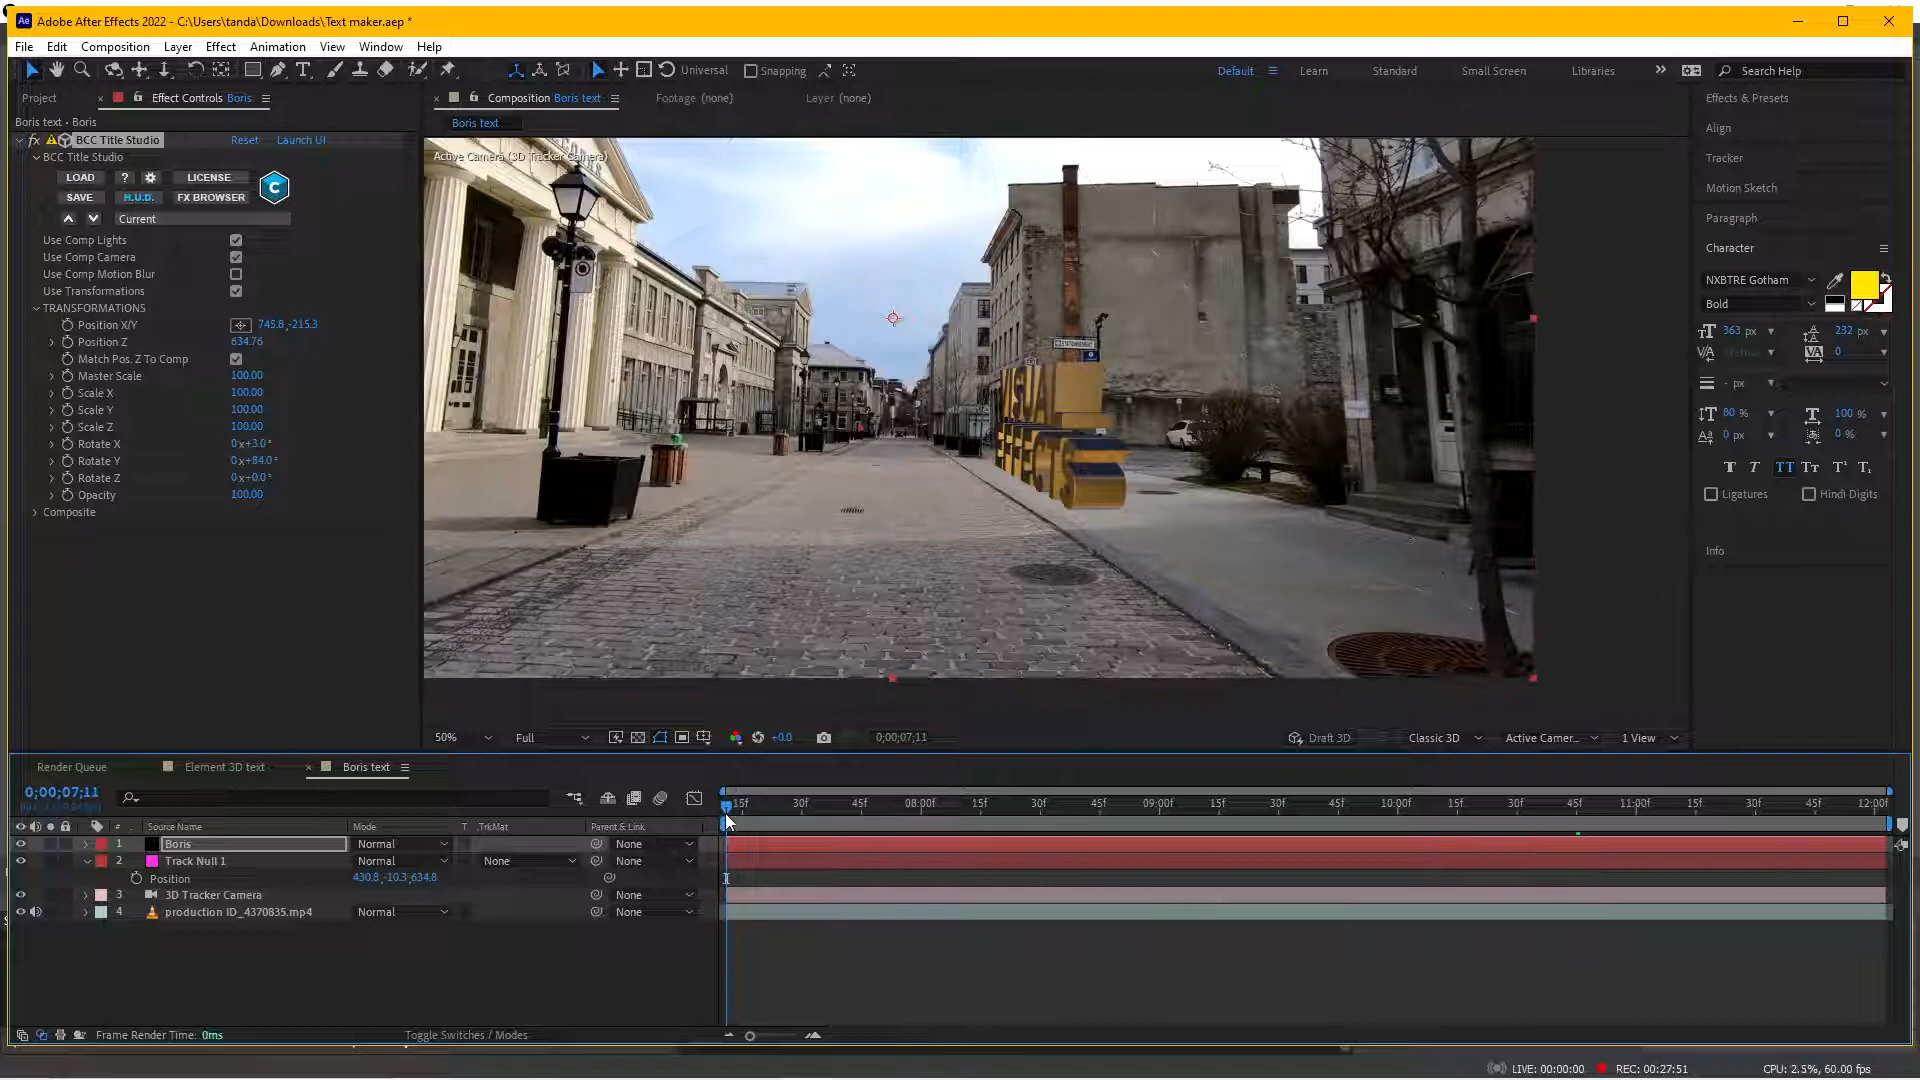 Adobe After Effects 2022 - C:\Users\tanda\Downloads\Text maker.aep *
File Edit Composition Layer Effect Animation View Window Help
Universal Snapping Default Learn Standard Small Screen Libraries Search Help
Project Effect Controls Boris Composition Boris text Footage (none) Layer (none) Effects & Presets
Boris text • Boris
Boris text
BCC Title Studio Reset Launch UI
BCC Title Studio
Active Camera (3D Tracker Camera)
LOAD ? LICENSE
SAVE H.U.D. FX BROWSER
Current
Use Comp Lights
Use Comp Camera
Use Comp Motion Blur
Use Transformations
TRANSFORMATIONS
Position X/Y 745.8,-215.3
Position Z 634.76
Match Pos. Z To Comp
Master Scale 100.00
Scale X 100.00
Scale Y 100.00
Scale Z 100.00
Rotate X 0x+3.0°
Rotate Y 0x+84.0°
Rotate Z 0x+0.0°
Opacity 100.00
Composite
Align
Tracker
Motion Sketch
Paragraph
Character
NXBTRE Gotham
Bold
363 px 232 px
0
- px
80 % 100 %
0 px 0 %
Ligatures Hindi Digits
Info
50% Full +0.0 0;00;07;11 Draft 3D Classic 3D Active Camer... 1 View
Render Queue Element 3D text Boris text
0;00;07;11
15f 30f 45f 08:00f 15f 30f 45f 09:00f 15f 30f 45f 10:00f 15f 30f 45f 11:00f 15f 30f 45f 12:00f
# Source Name Mode T .TrkMat Parent & Link
1 Boris Normal None
2 Track Null 1 Normal None None
Position 430.8,-10.3,634.8
3 3D Tracker Camera None
4 production ID_4370835.mp4 Normal None
Frame Render Time: 0ms Toggle Switches / Modes
LIVE: 00:00:00 REC: 00:27:51 CPU: 2.5%, 60.00 fps